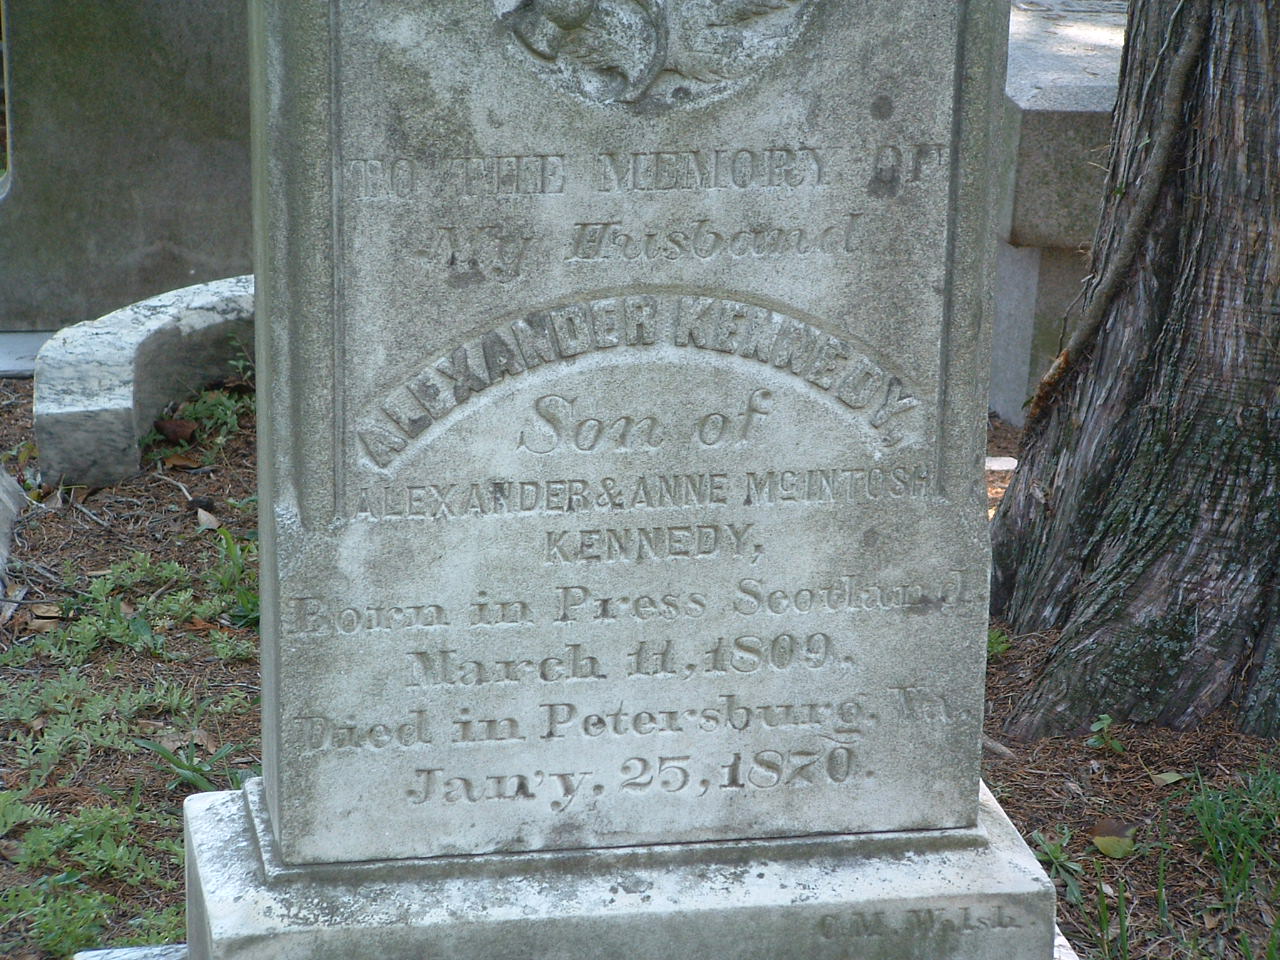 TO THE MEMORY OF
My Husband
ALEXANDER KENNEDY,
Son of
ALEXANDER & ANNE McINTOSH
KENNEDY,
Born in Press Scotland
March 11, 1809.
Died in Petersburg. Va.
Jan'y. 25, 1870.
C.M. Walsh.